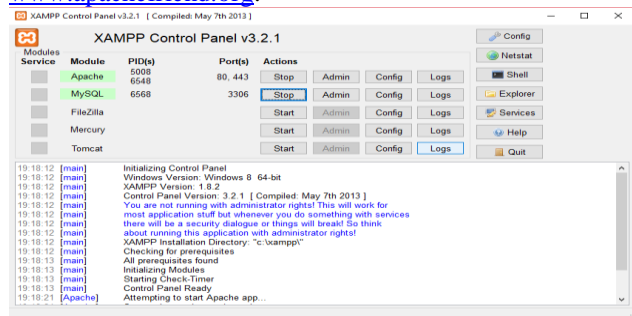 www.apachefriend.org.
XAMPP Control Panel v3.2.1 [ Compiled: May 7th 2013 ]
XAMPP Control Panel v3.2.1
Config
Modules
Service Module PID(s) Port(s) Actions
Netstat
Apache 5008 6548 80, 443 Stop Admin Config Logs
Shell
MySQL 6568 3306 Stop Admin Config Logs
Explorer
FileZilla Start Admin Config Logs
Services
Mercury Start Admin Config Logs
Help
Tomcat Start Admin Config Logs
Quit
19:18:12 [main] Initializing Control Panel
19:18:12 [main] Windows Version: Windows 8 64-bit
19:18:12 [main] XAMPP Version: 1.8.2
19:18:12 [main] Control Panel Version: 3.2.1 [ Compiled: May 7th 2013 ]
19:18:12 [main] You are not running with administrator rights! This will work for
19:18:12 [main] most application stuff but whenever you do something with services
19:18:12 [main] there will be a security dialogue or things will break! So think
19:18:12 [main] about running this application with administrator rights!
19:18:12 [main] XAMPP Installation Directory: "c:\xampp\"
19:18:12 [main] Checking for prerequisites
19:18:13 [main] All prerequisites found
19:18:13 [main] Initializing Modules
19:18:13 [main] Starting Check-Timer
19:18:13 [main] Control Panel Ready
19:18:21 [Apache] Attempting to start Apache app...